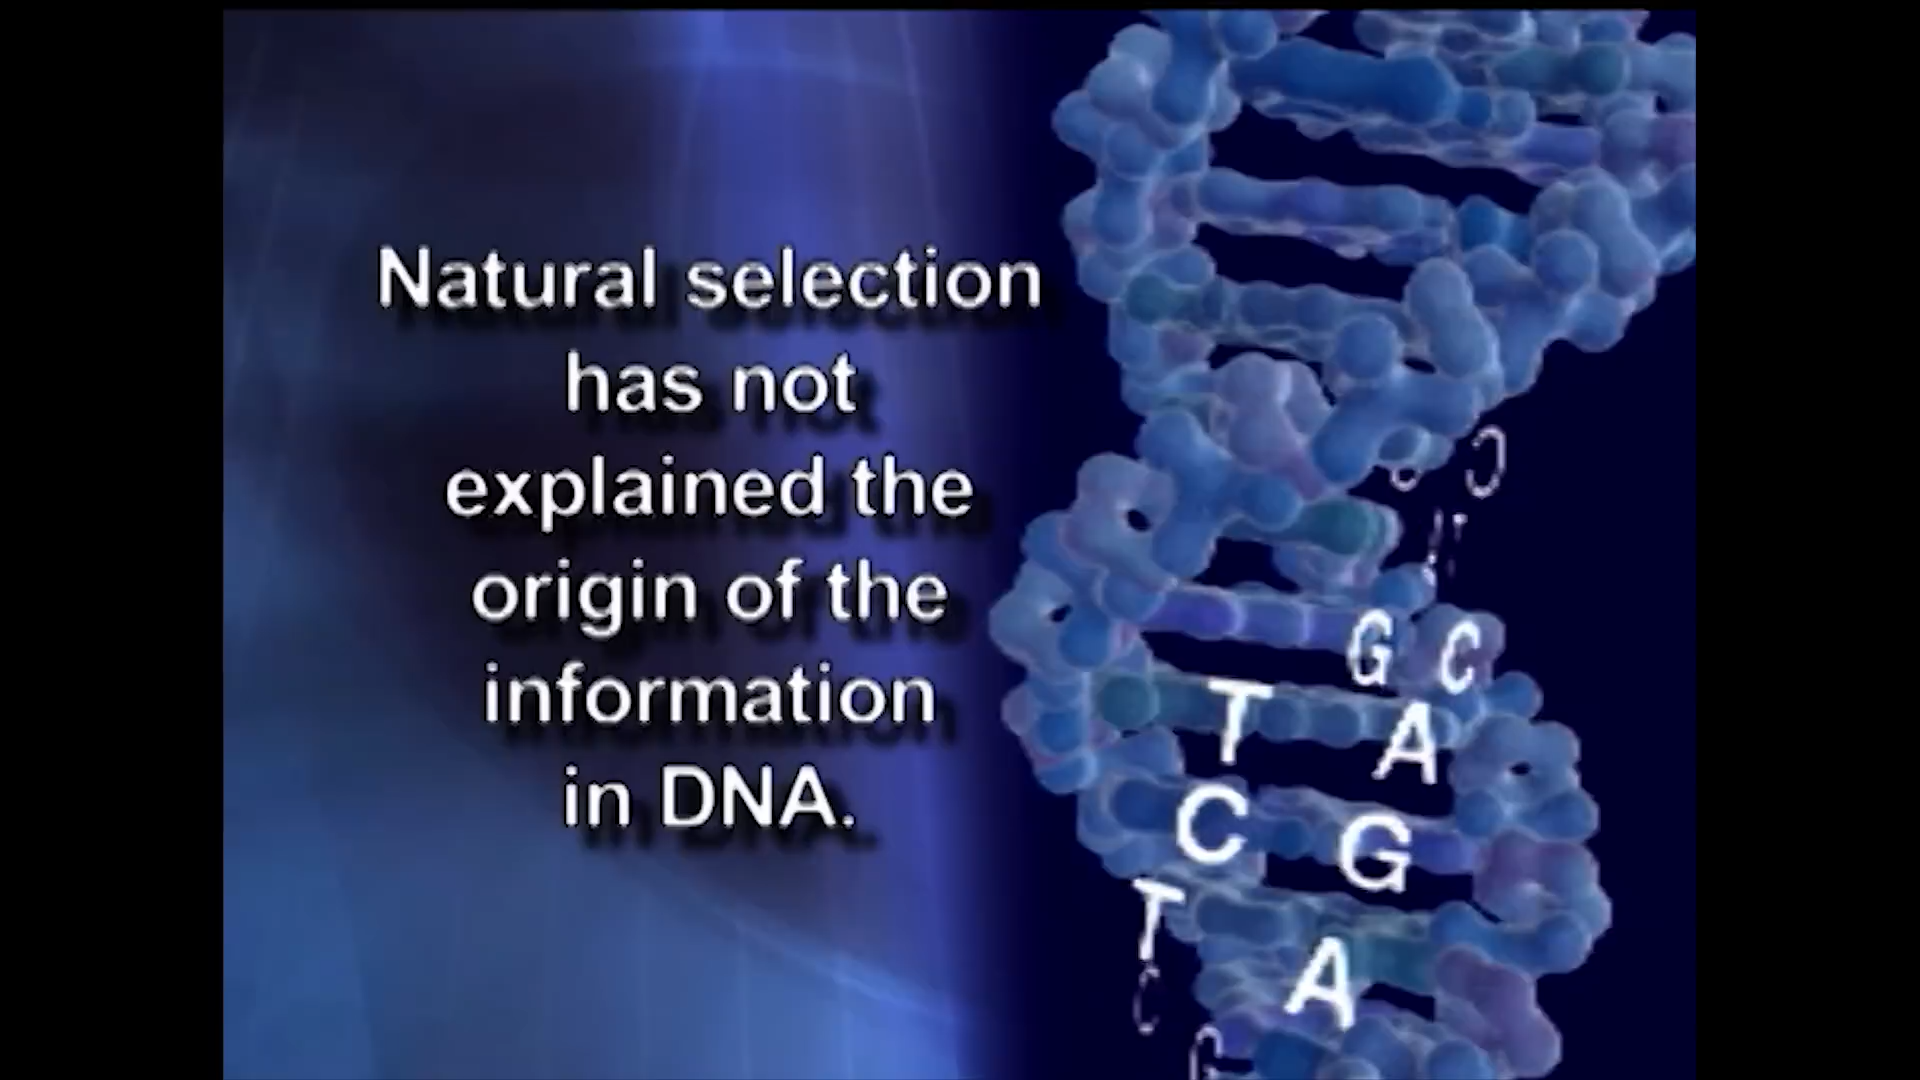 Natural selection
has not
explained the
origin of the
information
in DNA.
G C
T A
C G
T
A
C
G